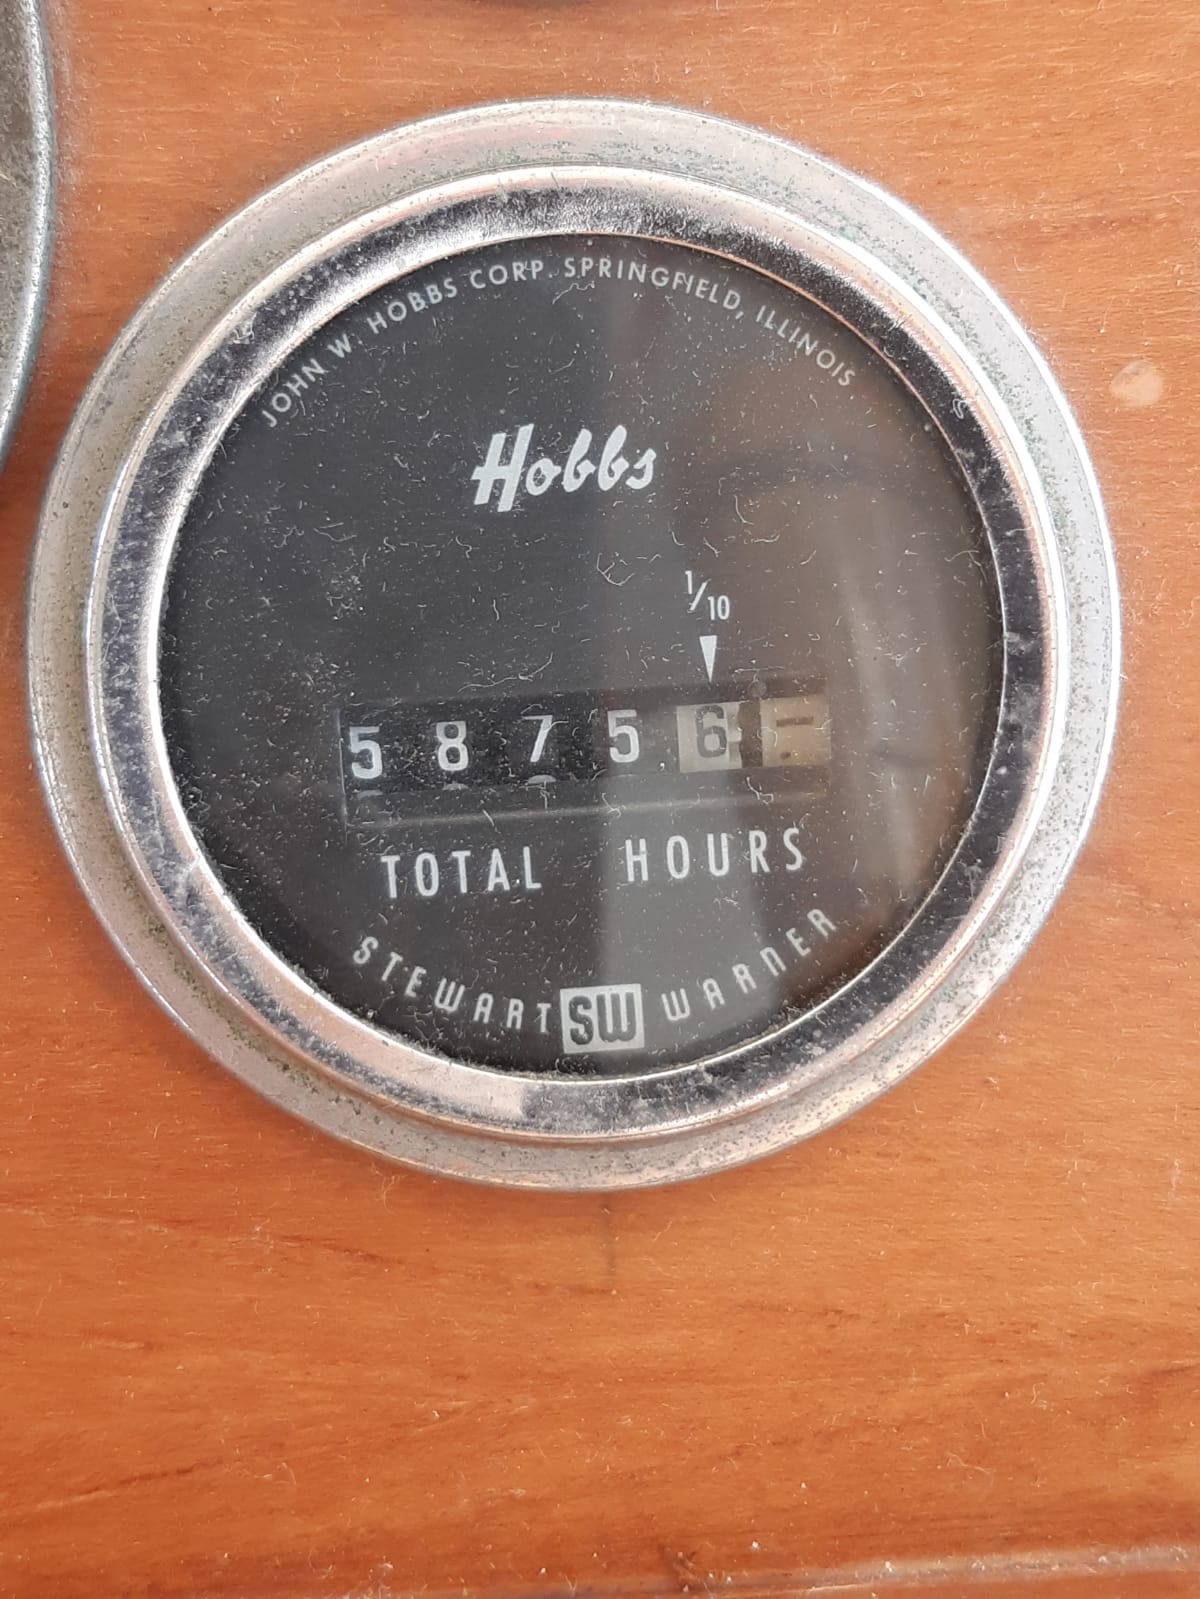 JOHN W. HOBBS CORP. SPRINGFIELD, ILLINOIS
Hobbs
1/10
5 8 7 5 6
TOTAL HOURS
STEWART SW WARNER